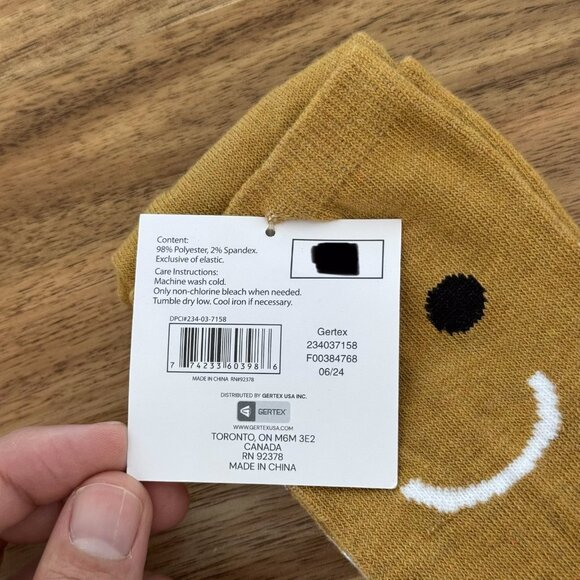 Content:
98% Polyester, 2% Spandex.
Exclusive of elastic.
Care Instructions:
Machine wash cold.
Only non-chlorine bleach when needed.
Tumble dry low. Cool iron if necessary.
DPCI#234-03-7158
7 74233 60398 6
MADE IN CHINA RN#92378
Gertex
234037158
F00384768
06/24
DISTRIBUTED BY GERTEX USA INC.
GERTEX
WWW.GERTEXUSA.COM
TORONTO, ON M6M 3E2
CANADA
RN 92378
MADE IN CHINA